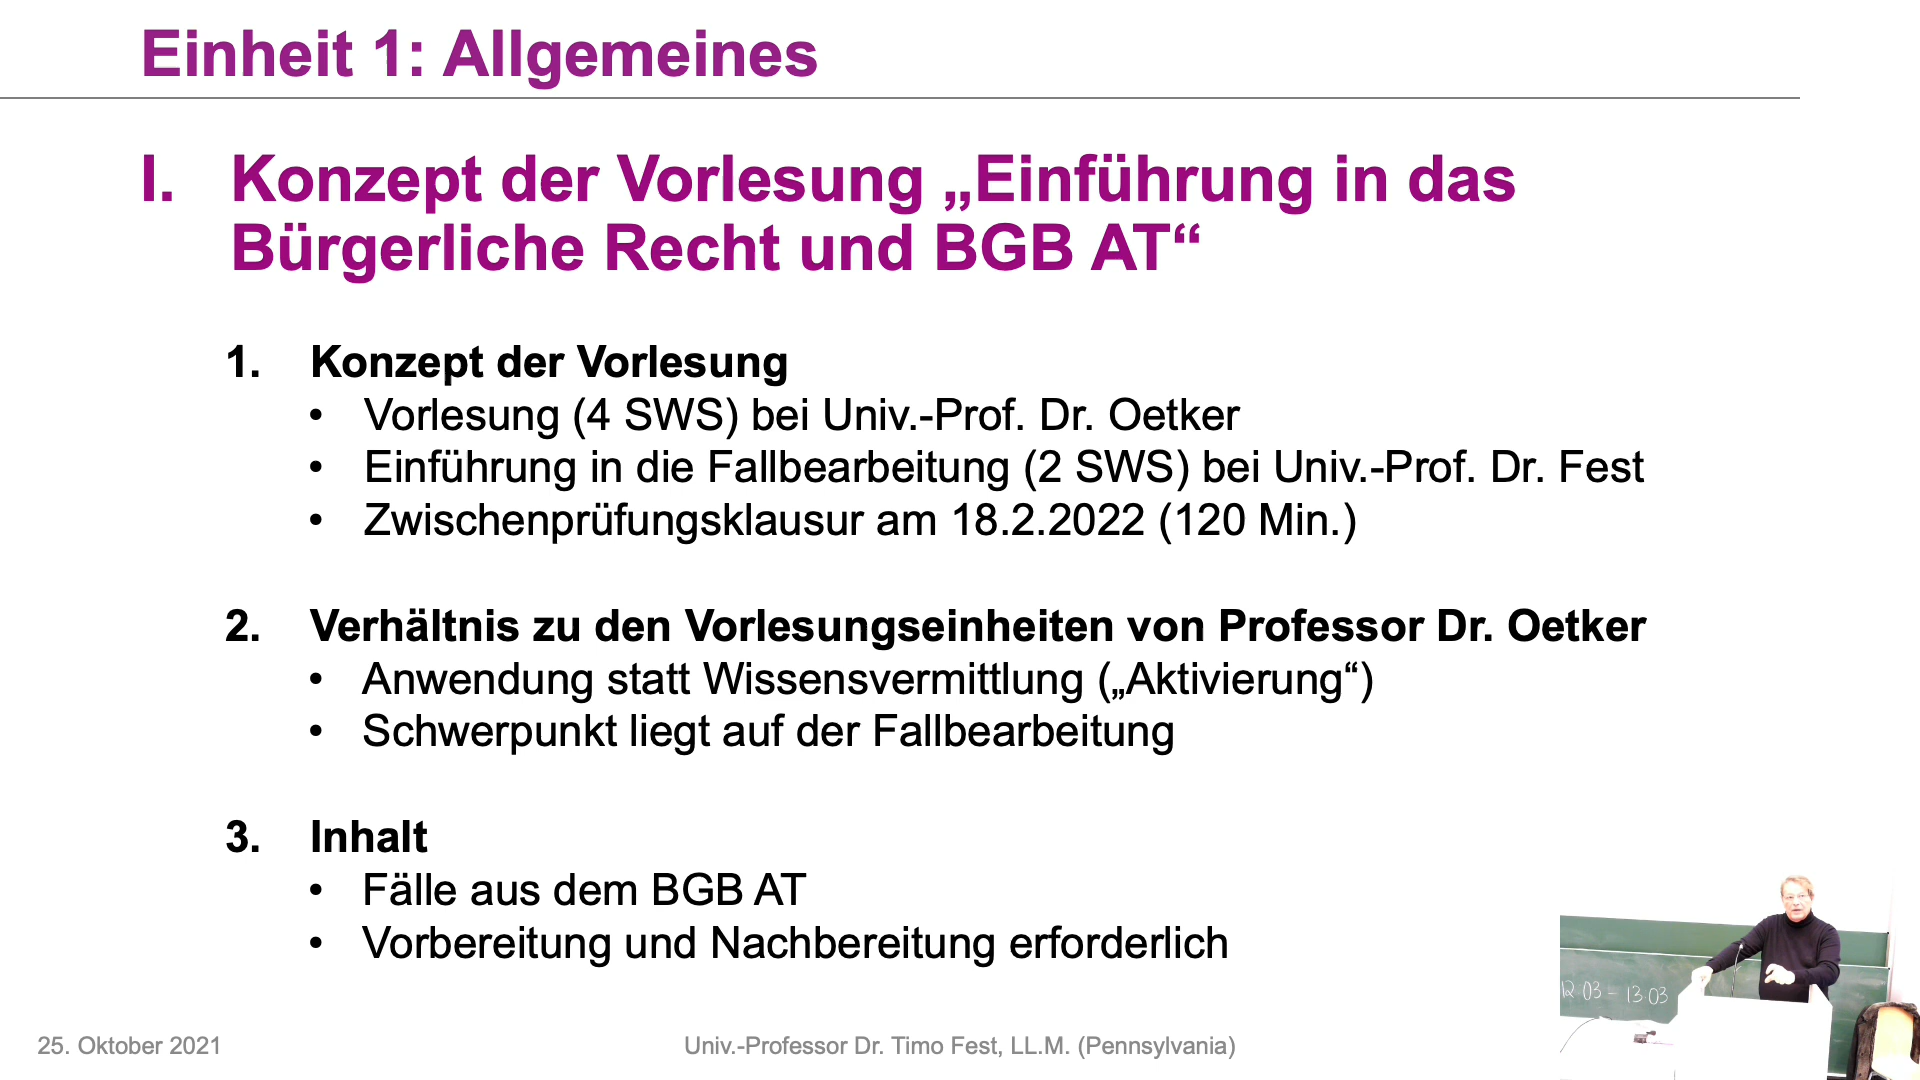 Einheit 1: Allgemeines
I. Konzept der Vorlesung „Einführung in das
Bürgerliche Recht und BGB AT“
1. Konzept der Vorlesung
• Vorlesung (4 SWS) bei Univ.-Prof. Dr. Oetker
• Einführung in die Fallbearbeitung (2 SWS) bei Univ.-Prof. Dr. Fest
• Zwischenprüfungsklausur am 18.2.2022 (120 Min.)
2. Verhältnis zu den Vorlesungseinheiten von Professor Dr. Oetker
• Anwendung statt Wissensvermittlung („Aktivierung“)
• Schwerpunkt liegt auf der Fallbearbeitung
3. Inhalt
• Fälle aus dem BGB AT
• Vorbereitung und Nachbereitung erforderlich
12 03 - 13.03
25. Oktober 2021
Univ.-Professor Dr. Timo Fest, LL.M. (Pennsylvania)